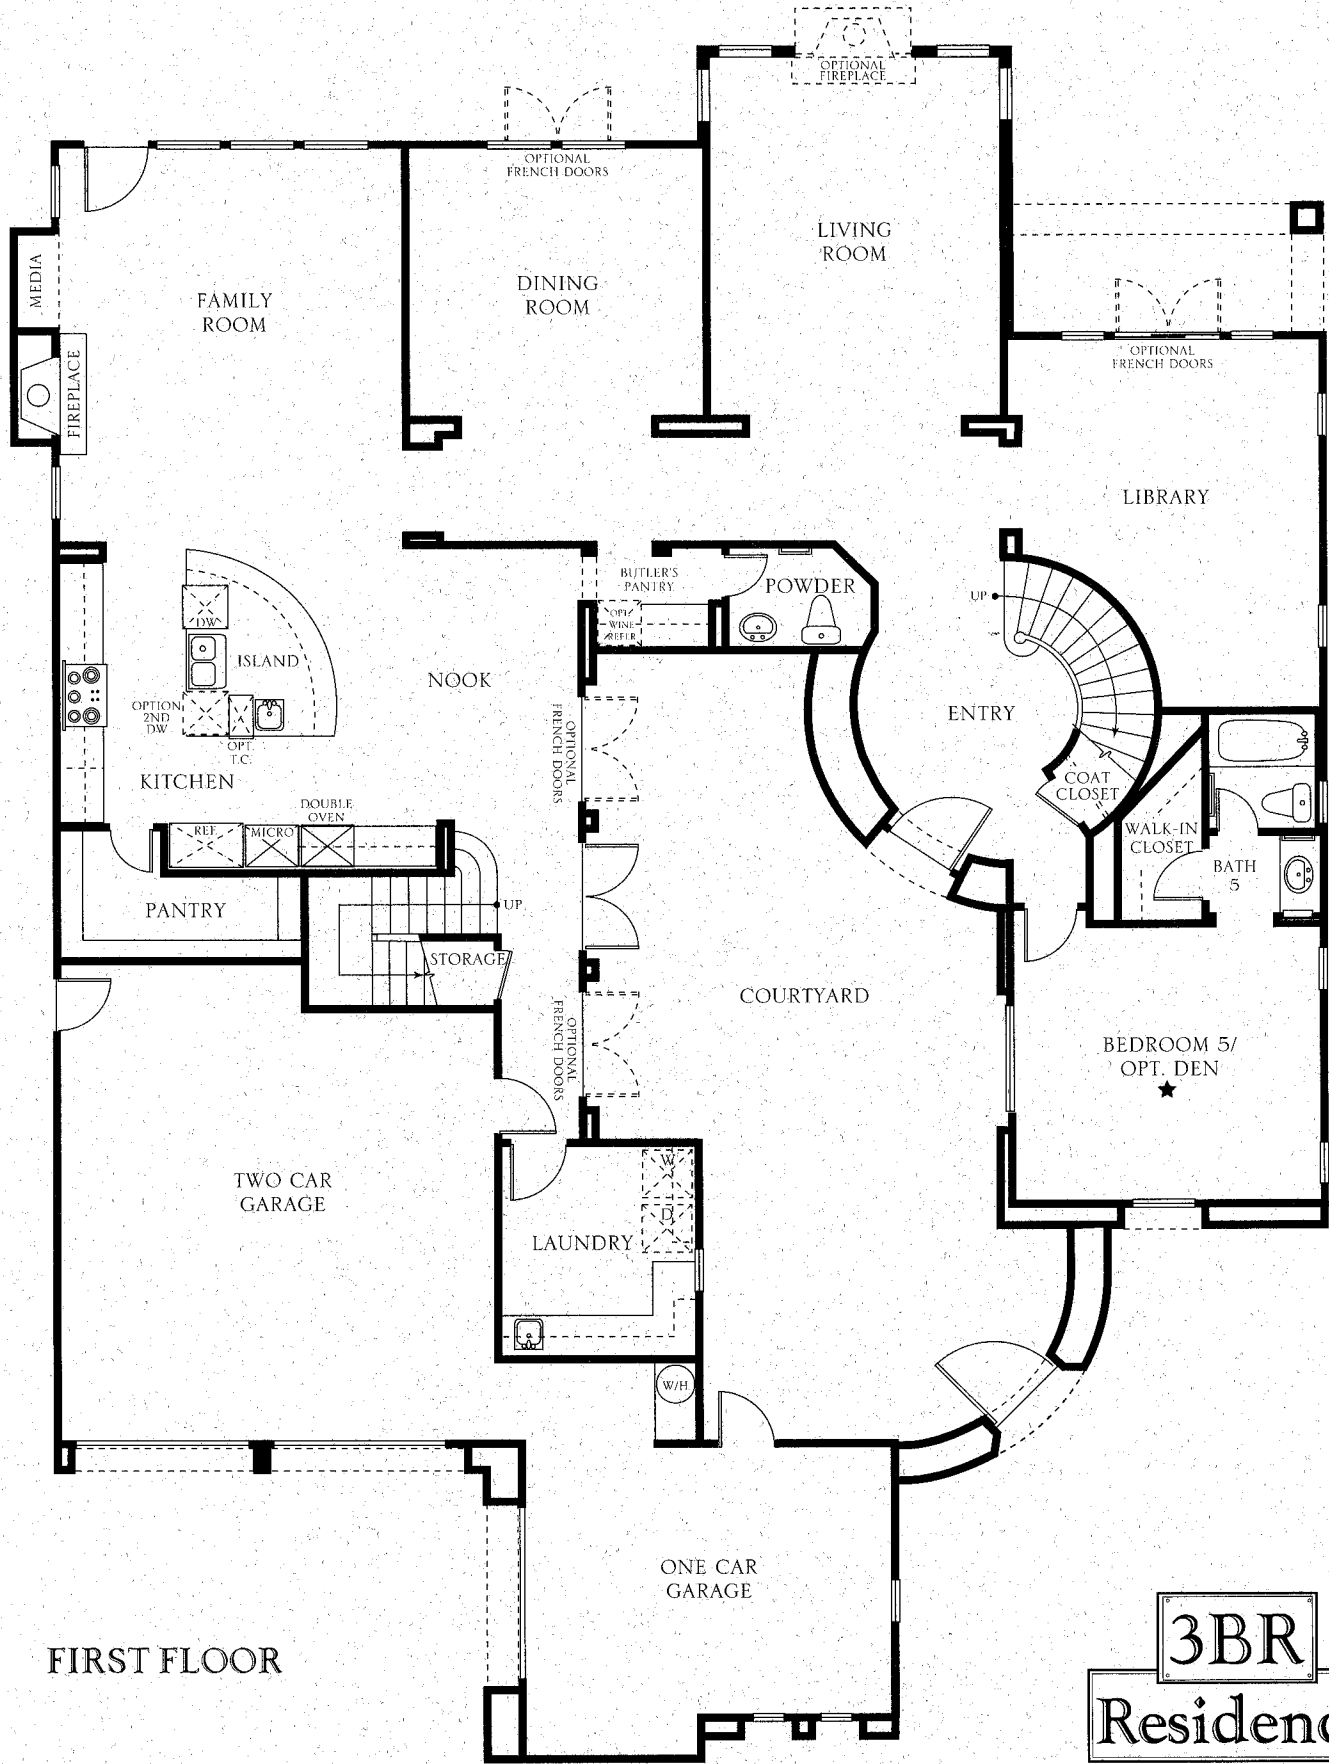 OPTIONAL
FIREPLACE
OPTIONAL
FRENCH DOORS
LIVING
ROOM
MEDIA
FAMILY
ROOM
DINING
ROOM
FIREPLACE
OPTIONAL
FRENCH DOORS
LIBRARY
BUTLER'S
PANTRY
POWDER
OPT.
WINE
REFER
UP
DW
ISLAND
NOOK
OPTION
2ND
DW
OPT.
T.C.
OPTIONAL
FRENCH DOORS
ENTRY
KITCHEN
COAT
CLOSET
DOUBLE
OVEN
REF.
MICRO
WALK-IN
CLOSET
BATH
5
PANTRY
UP
STORAGE
COURTYARD
OPTIONAL
FRENCH DOORS
BEDROOM 5/
OPT. DEN
★
TWO CAR
GARAGE
W
D
LAUNDRY
W/H
ONE CAR
GARAGE
FIRST FLOOR
3BR
Residenc